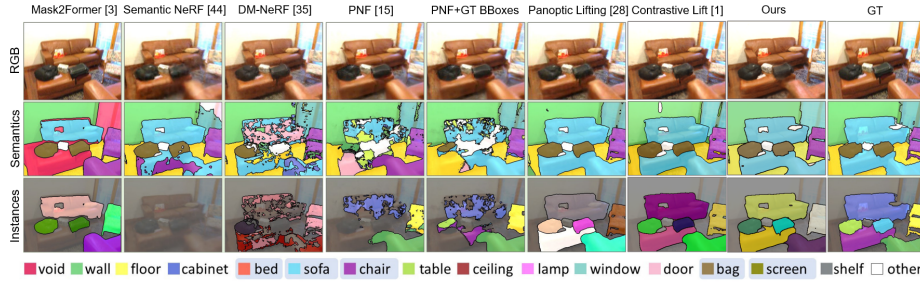 Mask2Former [3] Semantic NeRF [44] DM-NeRF [35] PNF [15] PNF+GT BBoxes Panoptic Lifting [28] Contrastive Lift [1] Ours GT
RGB
Semantics
Instances
void wall floor cabinet bed sofa chair table ceiling lamp window door bag screen shelf other